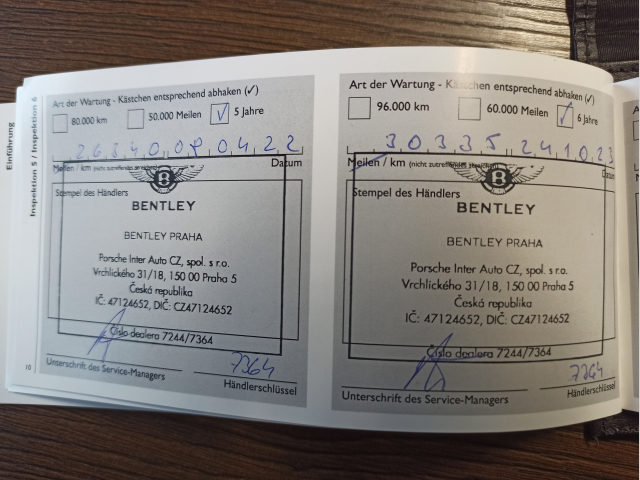 Einführung
Inspektion 5 / Inspektion 6
Art der Wartung - Kästchen entsprechend abhaken (✓)
80.000 km
50.000 Meilen
5 Jahre
26340 08 04 22
Meilen / km
Datum
Stempel des Händlers
B
BENTLEY
BENTLEY PRAHA
Porsche Inter Auto CZ, spol. s r.o.
Vrchlického 31/18, 150 00 Praha 5
Česká republika
IČ: 47124652, DIČ: CZ47124652
Číslo dealera 7244/7364
7364
Unterschrift des Service-Managers
Händlerschlüssel
10
Art der Wartung - Kästchen entsprechend abhaken (✓)
96.000 km
60.000 Meilen
6 Jahre
30335 24 10 23
Meilen / km (nicht zutreffendes streichen)
Datum
Stempel des Händlers
B
BENTLEY
BENTLEY PRAHA
Porsche Inter Auto CZ, spol. s r.o.
Vrchlického 31/18, 150 00 Praha 5
Česká republika
IČ: 47124652, DIČ: CZ47124652
Číslo dealera 7244/7364
Unterschrift des Service-Managers
Händlerschlüssel